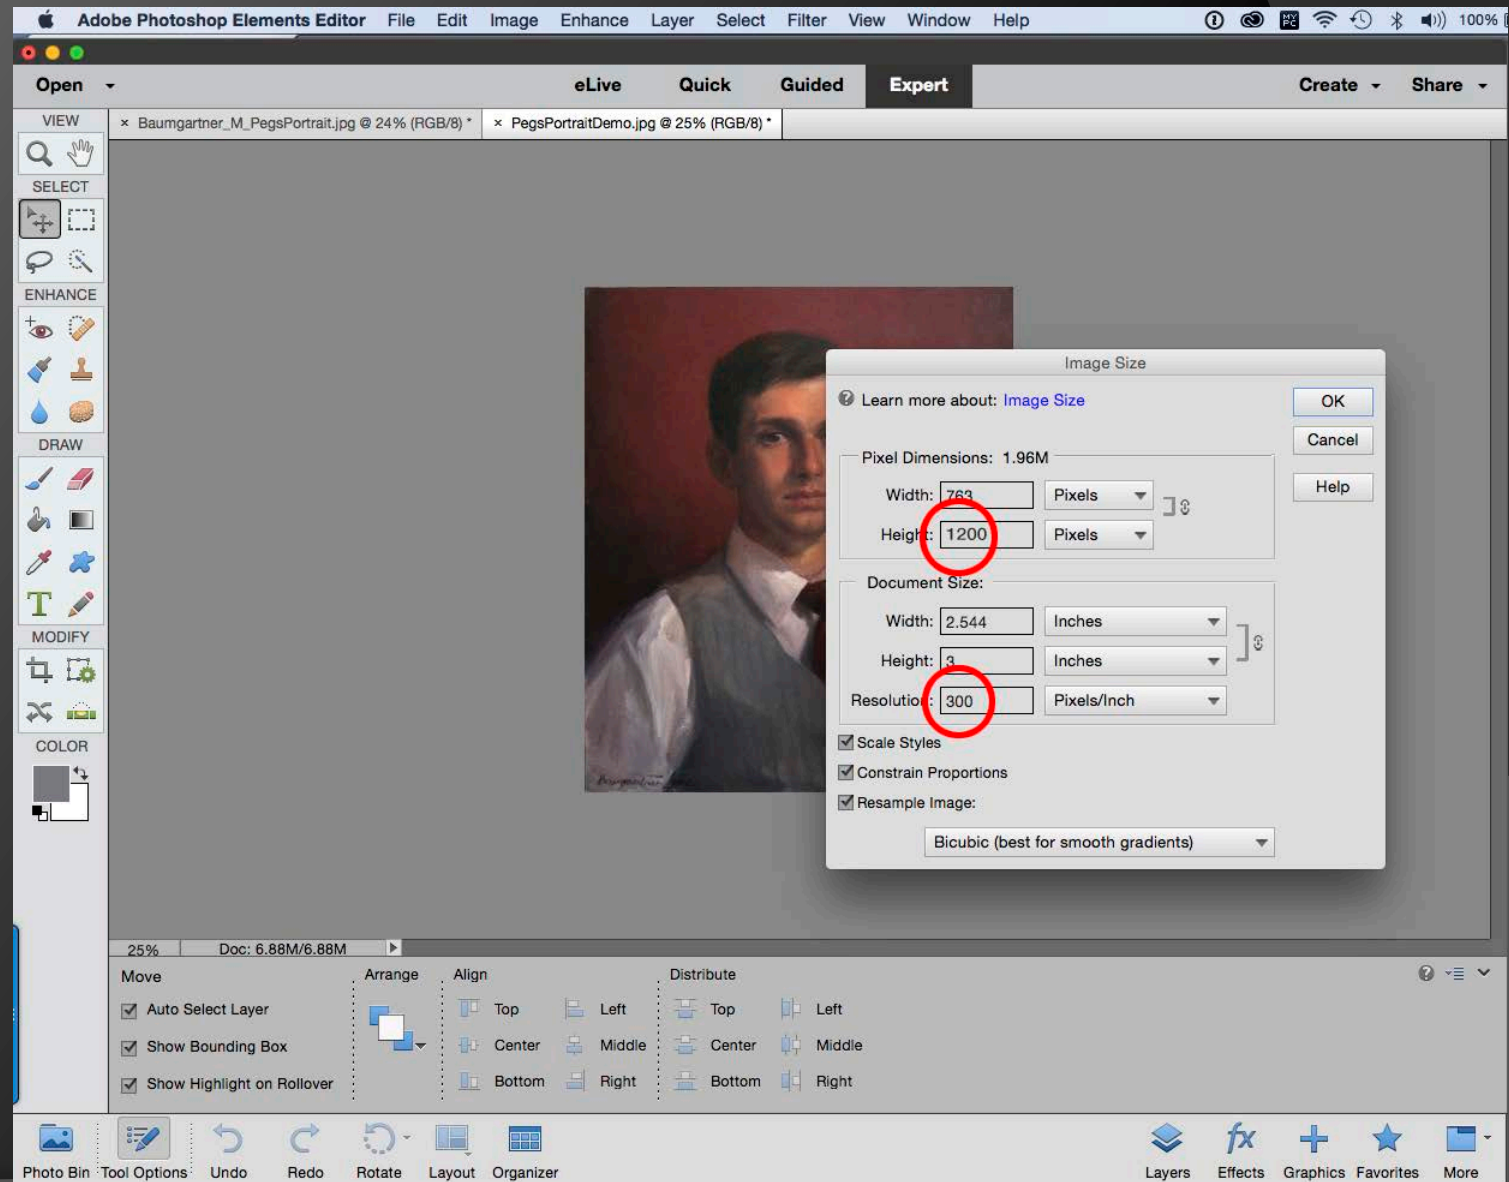 Adobe Photoshop Elements Editor File Edit Image Enhance Layer Select Filter View Window Help 100%
Open eLive Quick Guided Expert Create Share
VIEW
× Baumgartner_M_PegsPortrait.jpg @ 24% (RGB/8) * × PegsPortraitDemo.jpg @ 25% (RGB/8) *
SELECT
ENHANCE
DRAW
MODIFY
COLOR
Image Size
Learn more about: Image Size
OK
Cancel
Help
Pixel Dimensions: 1.96M
Width: 763 Pixels
Height: 1200 Pixels
Document Size:
Width: 2.544 Inches
Height: 3 Inches
Resolution: 300 Pixels/Inch
Scale Styles
Constrain Proportions
Resample Image:
Bicubic (best for smooth gradients)
25% Doc: 6.88M/6.88M
Move Arrange Align Distribute
Auto Select Layer Top Left Top Left
Show Bounding Box Center Middle Center Middle
Show Highlight on Rollover Bottom Right Bottom Right
Photo Bin Tool Options Undo Redo Rotate Layout Organizer Layers Effects Graphics Favorites More